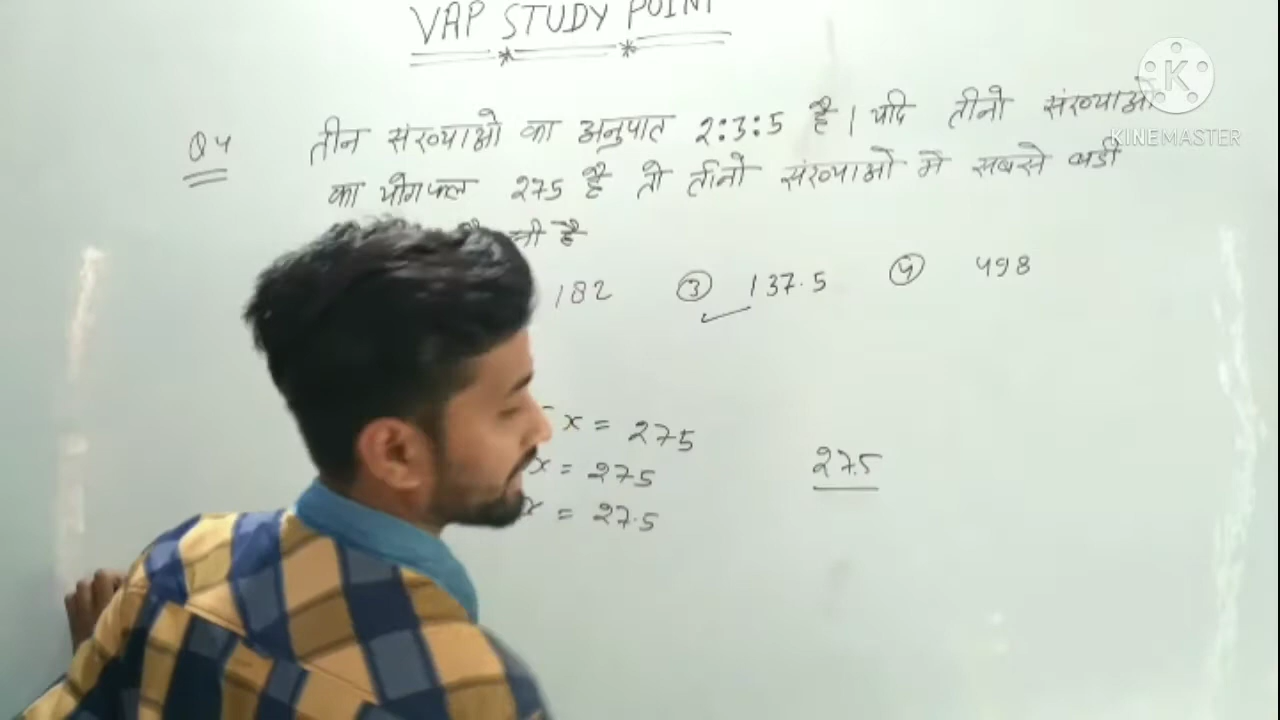 VAP STUDY POINT
KINEMASTER
Q4 तीन संख्याओ का अनुपात 2:3:5 है। यदि तीनो संख्याओ
का योगफल 275 है तो तीनो संख्याओ मे सबसे बडी
है
182 ③ 137.5 ④ 498
x = 275
x = 275
x = 27.5
27.5